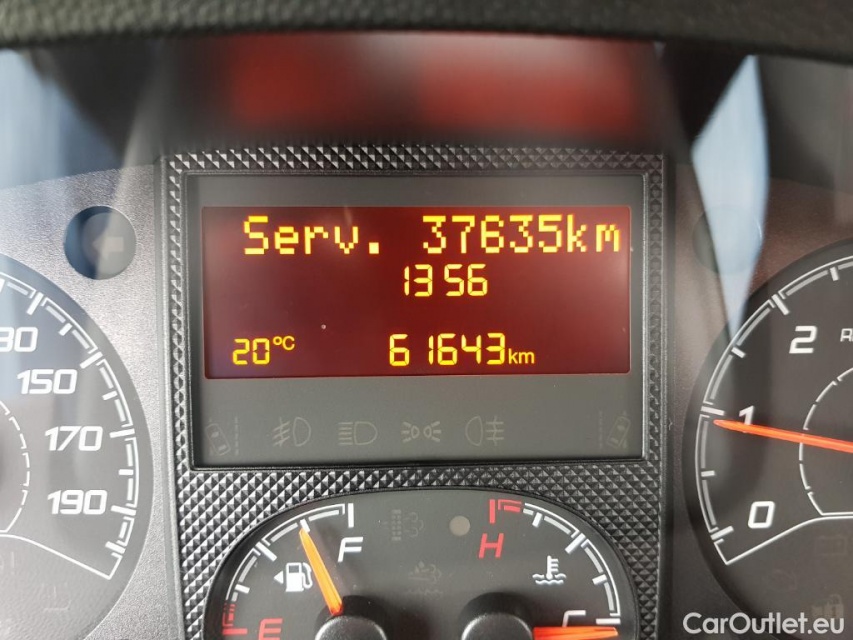 Serv. 37635km
13 56
20°C 61643km
130
150
170
190
2
1
0
F
H
E
C
CarOutlet.eu